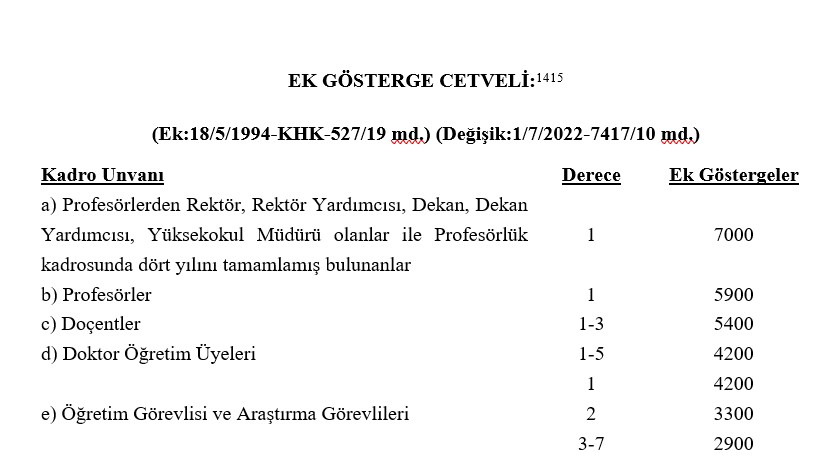 EK GÖSTERGE CETVELİ:1415
(Ek:18/5/1994-KHK-527/19 md.) (Değişik:1/7/2022-7417/10 md.)
Kadro Unvanı Derece Ek Göstergeler
a) Profesörlerden Rektör, Rektör Yardımcısı, Dekan, Dekan
Yardımcısı, Yüksekokul Müdürü olanlar ile Profesörlük 1 7000
kadrosunda dört yılını tamamlamış bulunanlar
b) Profesörler 1 5900
c) Doçentler 1-3 5400
d) Doktor Öğretim Üyeleri 1-5 4200
1 4200
e) Öğretim Görevlisi ve Araştırma Görevlileri 2 3300
3-7 2900